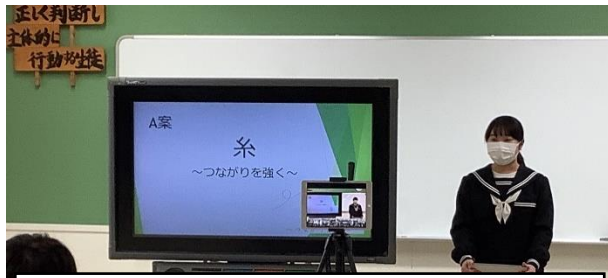 正しく判断し
主体的に
行動する生徒
A案
糸
~つながりを強く~